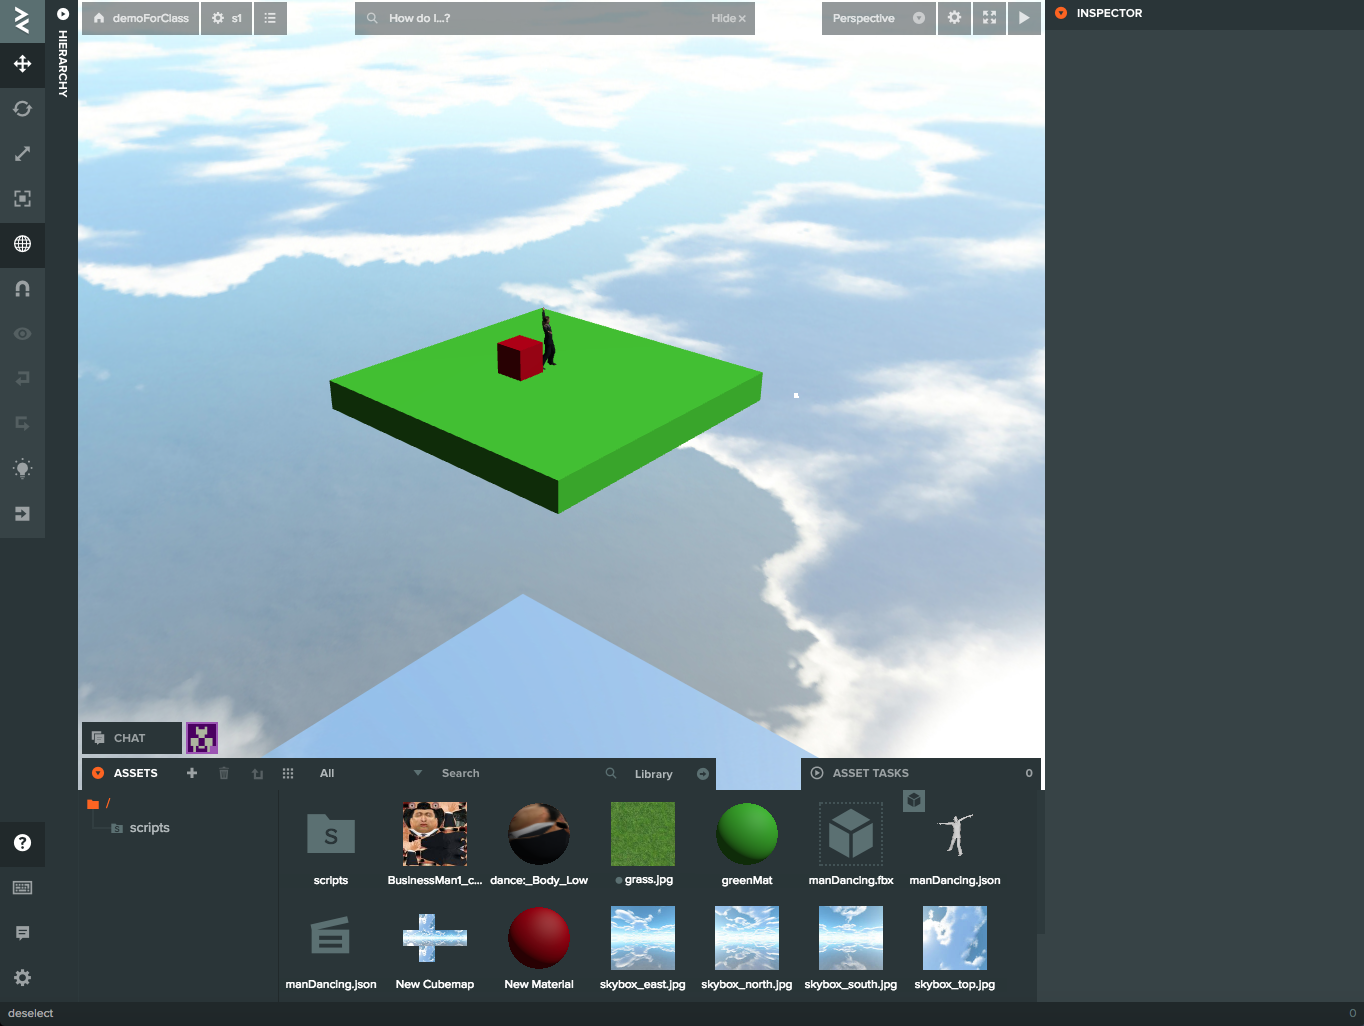 demoForClass
s1
How do I...?
Hide
Perspective
INSPECTOR
HIERARCHY
CHAT
ASSETS
All
Search
Library
ASSET TASKS
0
/
scripts
S
scripts
BusinessMan1_c...
dance:_Body_Low
grass.jpg
greenMat
manDancing.fbx
manDancing.json
manDancing.json
New Cubemap
New Material
skybox_east.jpg
skybox_north.jpg
skybox_south.jpg
skybox_top.jpg
?
deselect
0